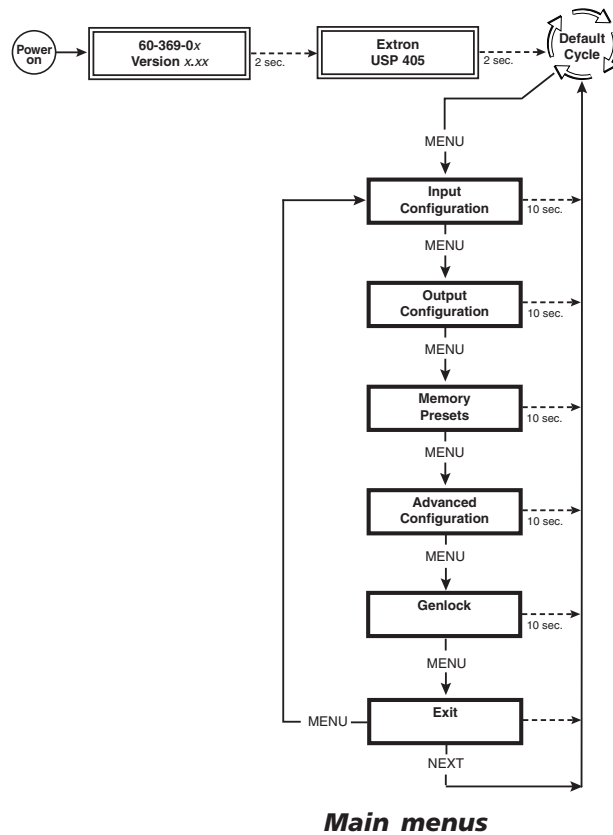 Power
on
60-369-0x
Version x.xx
2 sec.
Extron
USP 405
2 sec.
Default
Cycle
MENU
Input
Configuration
10 sec.
MENU
Output
Configuration
10 sec.
MENU
Memory
Presets
10 sec.
MENU
Advanced
Configuration
10 sec.
MENU
Genlock
10 sec.
MENU
MENU
Exit
NEXT
Main menus